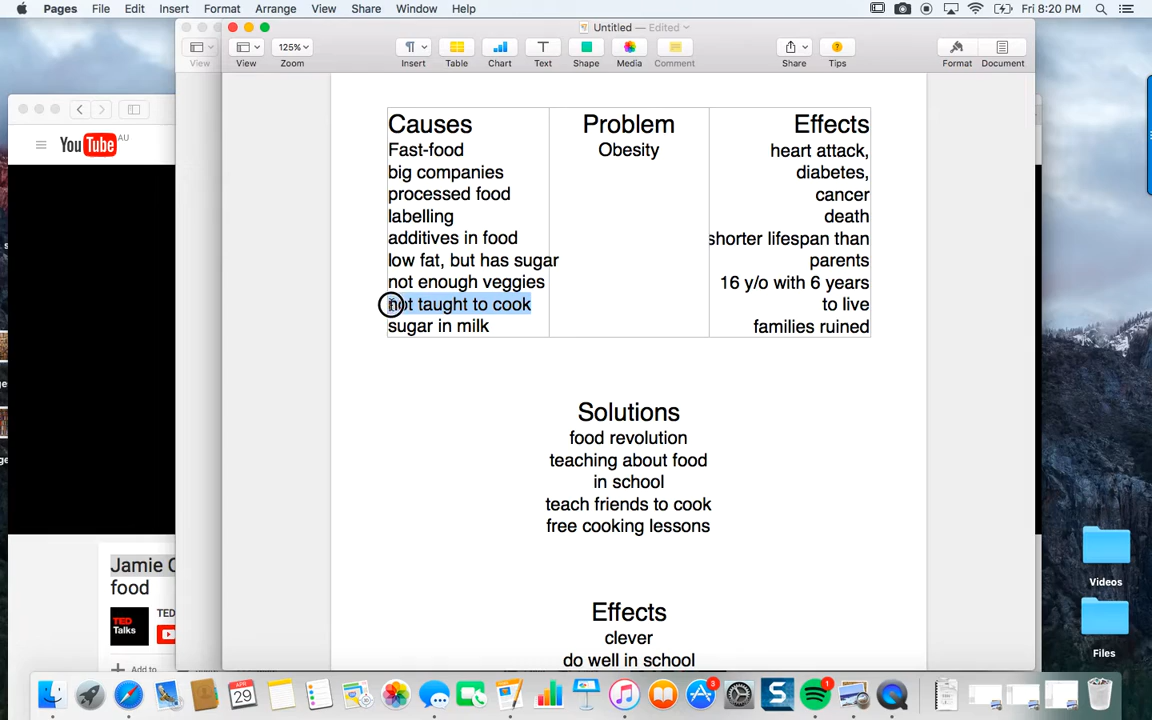 Pages File Edit Insert Format Arrange View Share Window Help Fri 8:20 PM
Untitled — Edited
View
View 125% Insert Table Chart Text Shape Media Comment Share Tips Format Document
Zoom
YouTube AU
Causes
Fast-food
big companies
processed food
labelling
additives in food
low fat, but has sugar
not enough veggies
not taught to cook
sugar in milk
Problem
Obesity
Effects
heart attack,
diabetes,
cancer
death
shorter lifespan than
parents
16 y/o with 6 years
to live
families ruined
Solutions
food revolution
teaching about food
in school
teach friends to cook
free cooking lessons
Effects
clever
do well in school
Jamie
food
TED
TED
Talks
Add to
Videos
Files
29
3
1